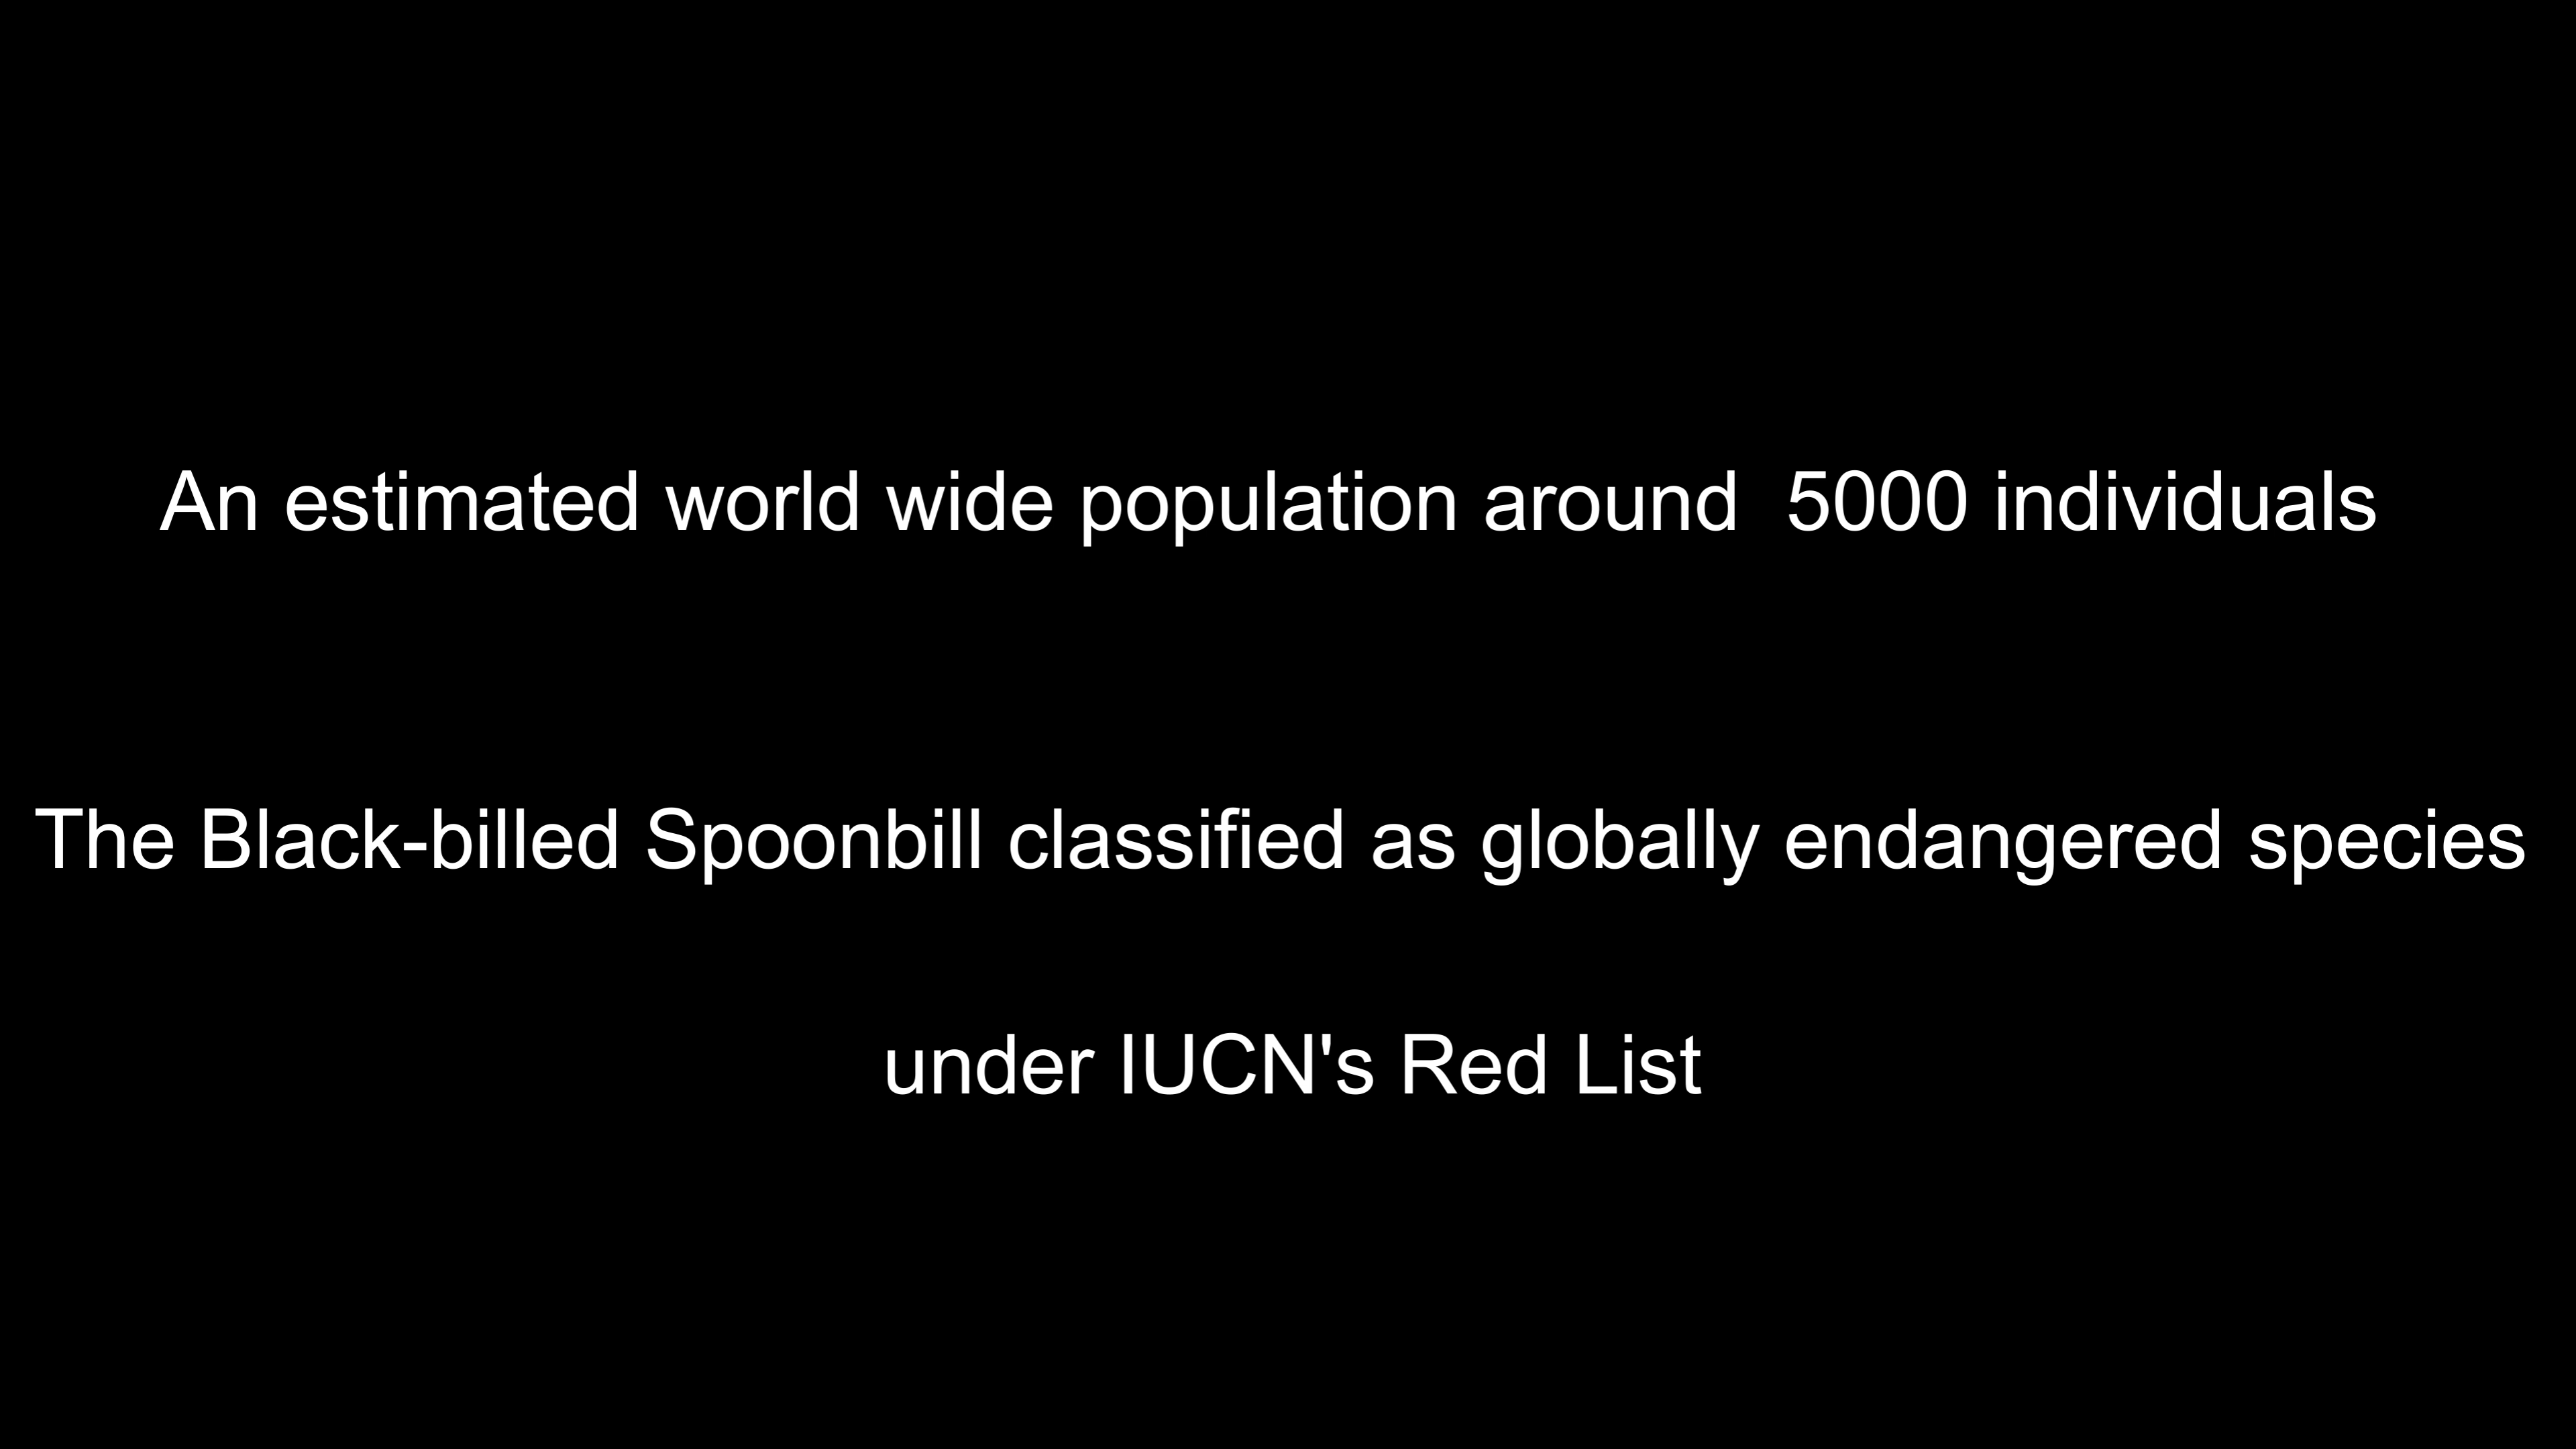 An estimated world wide population around  5000 individuals
The Black-billed Spoonbill classified as globally endangered species
under IUCN's Red List